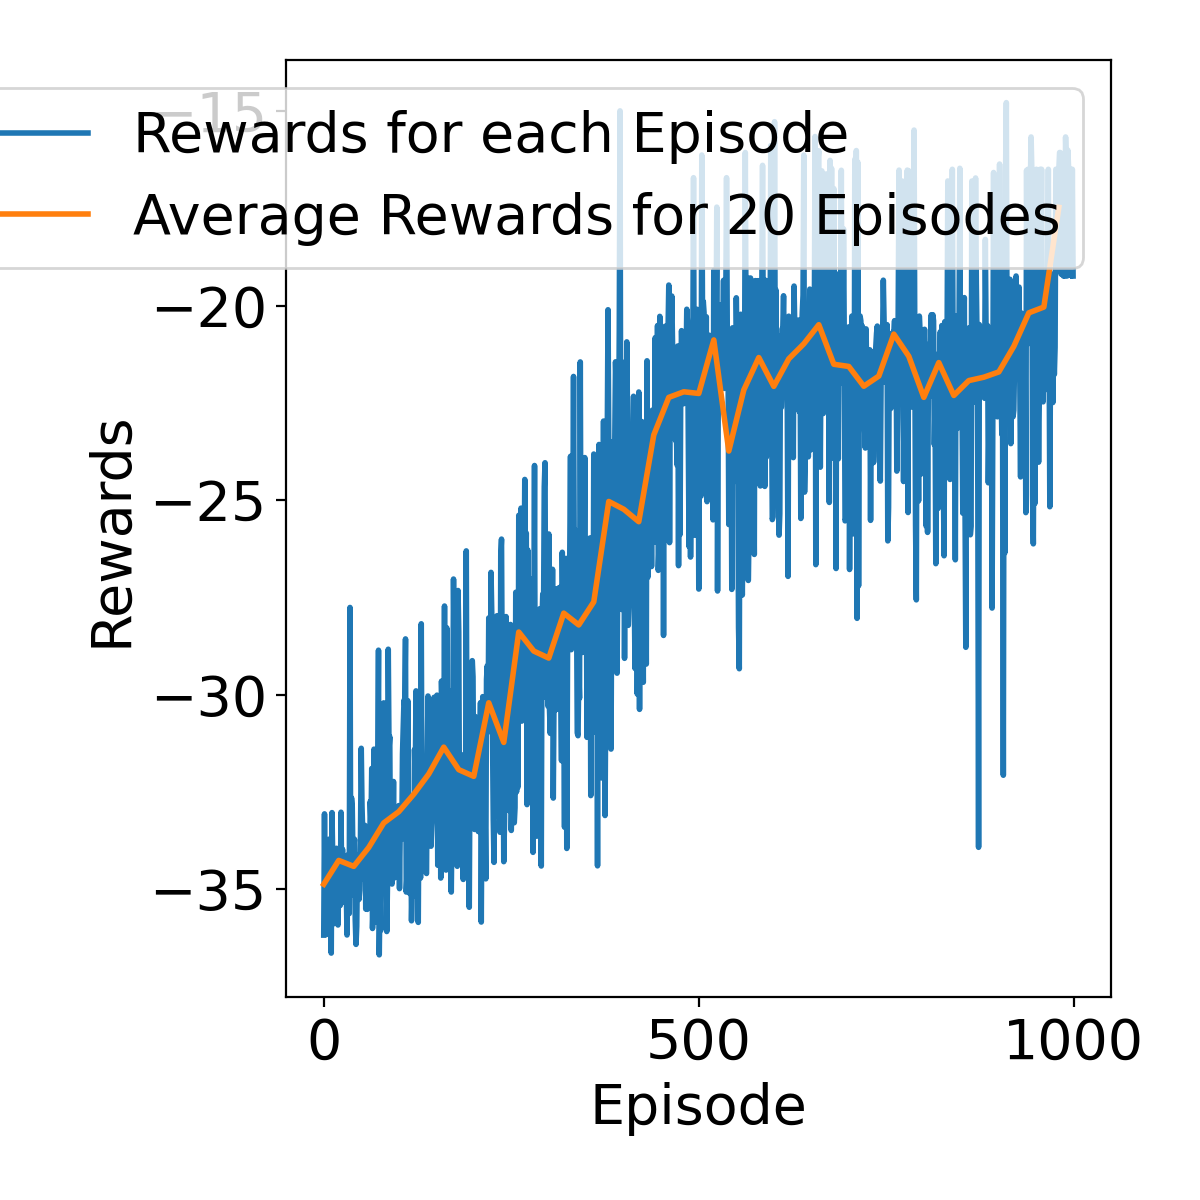 −15
Rewards for each Episode
Average Rewards for 20 Episodes
−20
−25
−30
−35
Rewards
0 500 1000
Episode